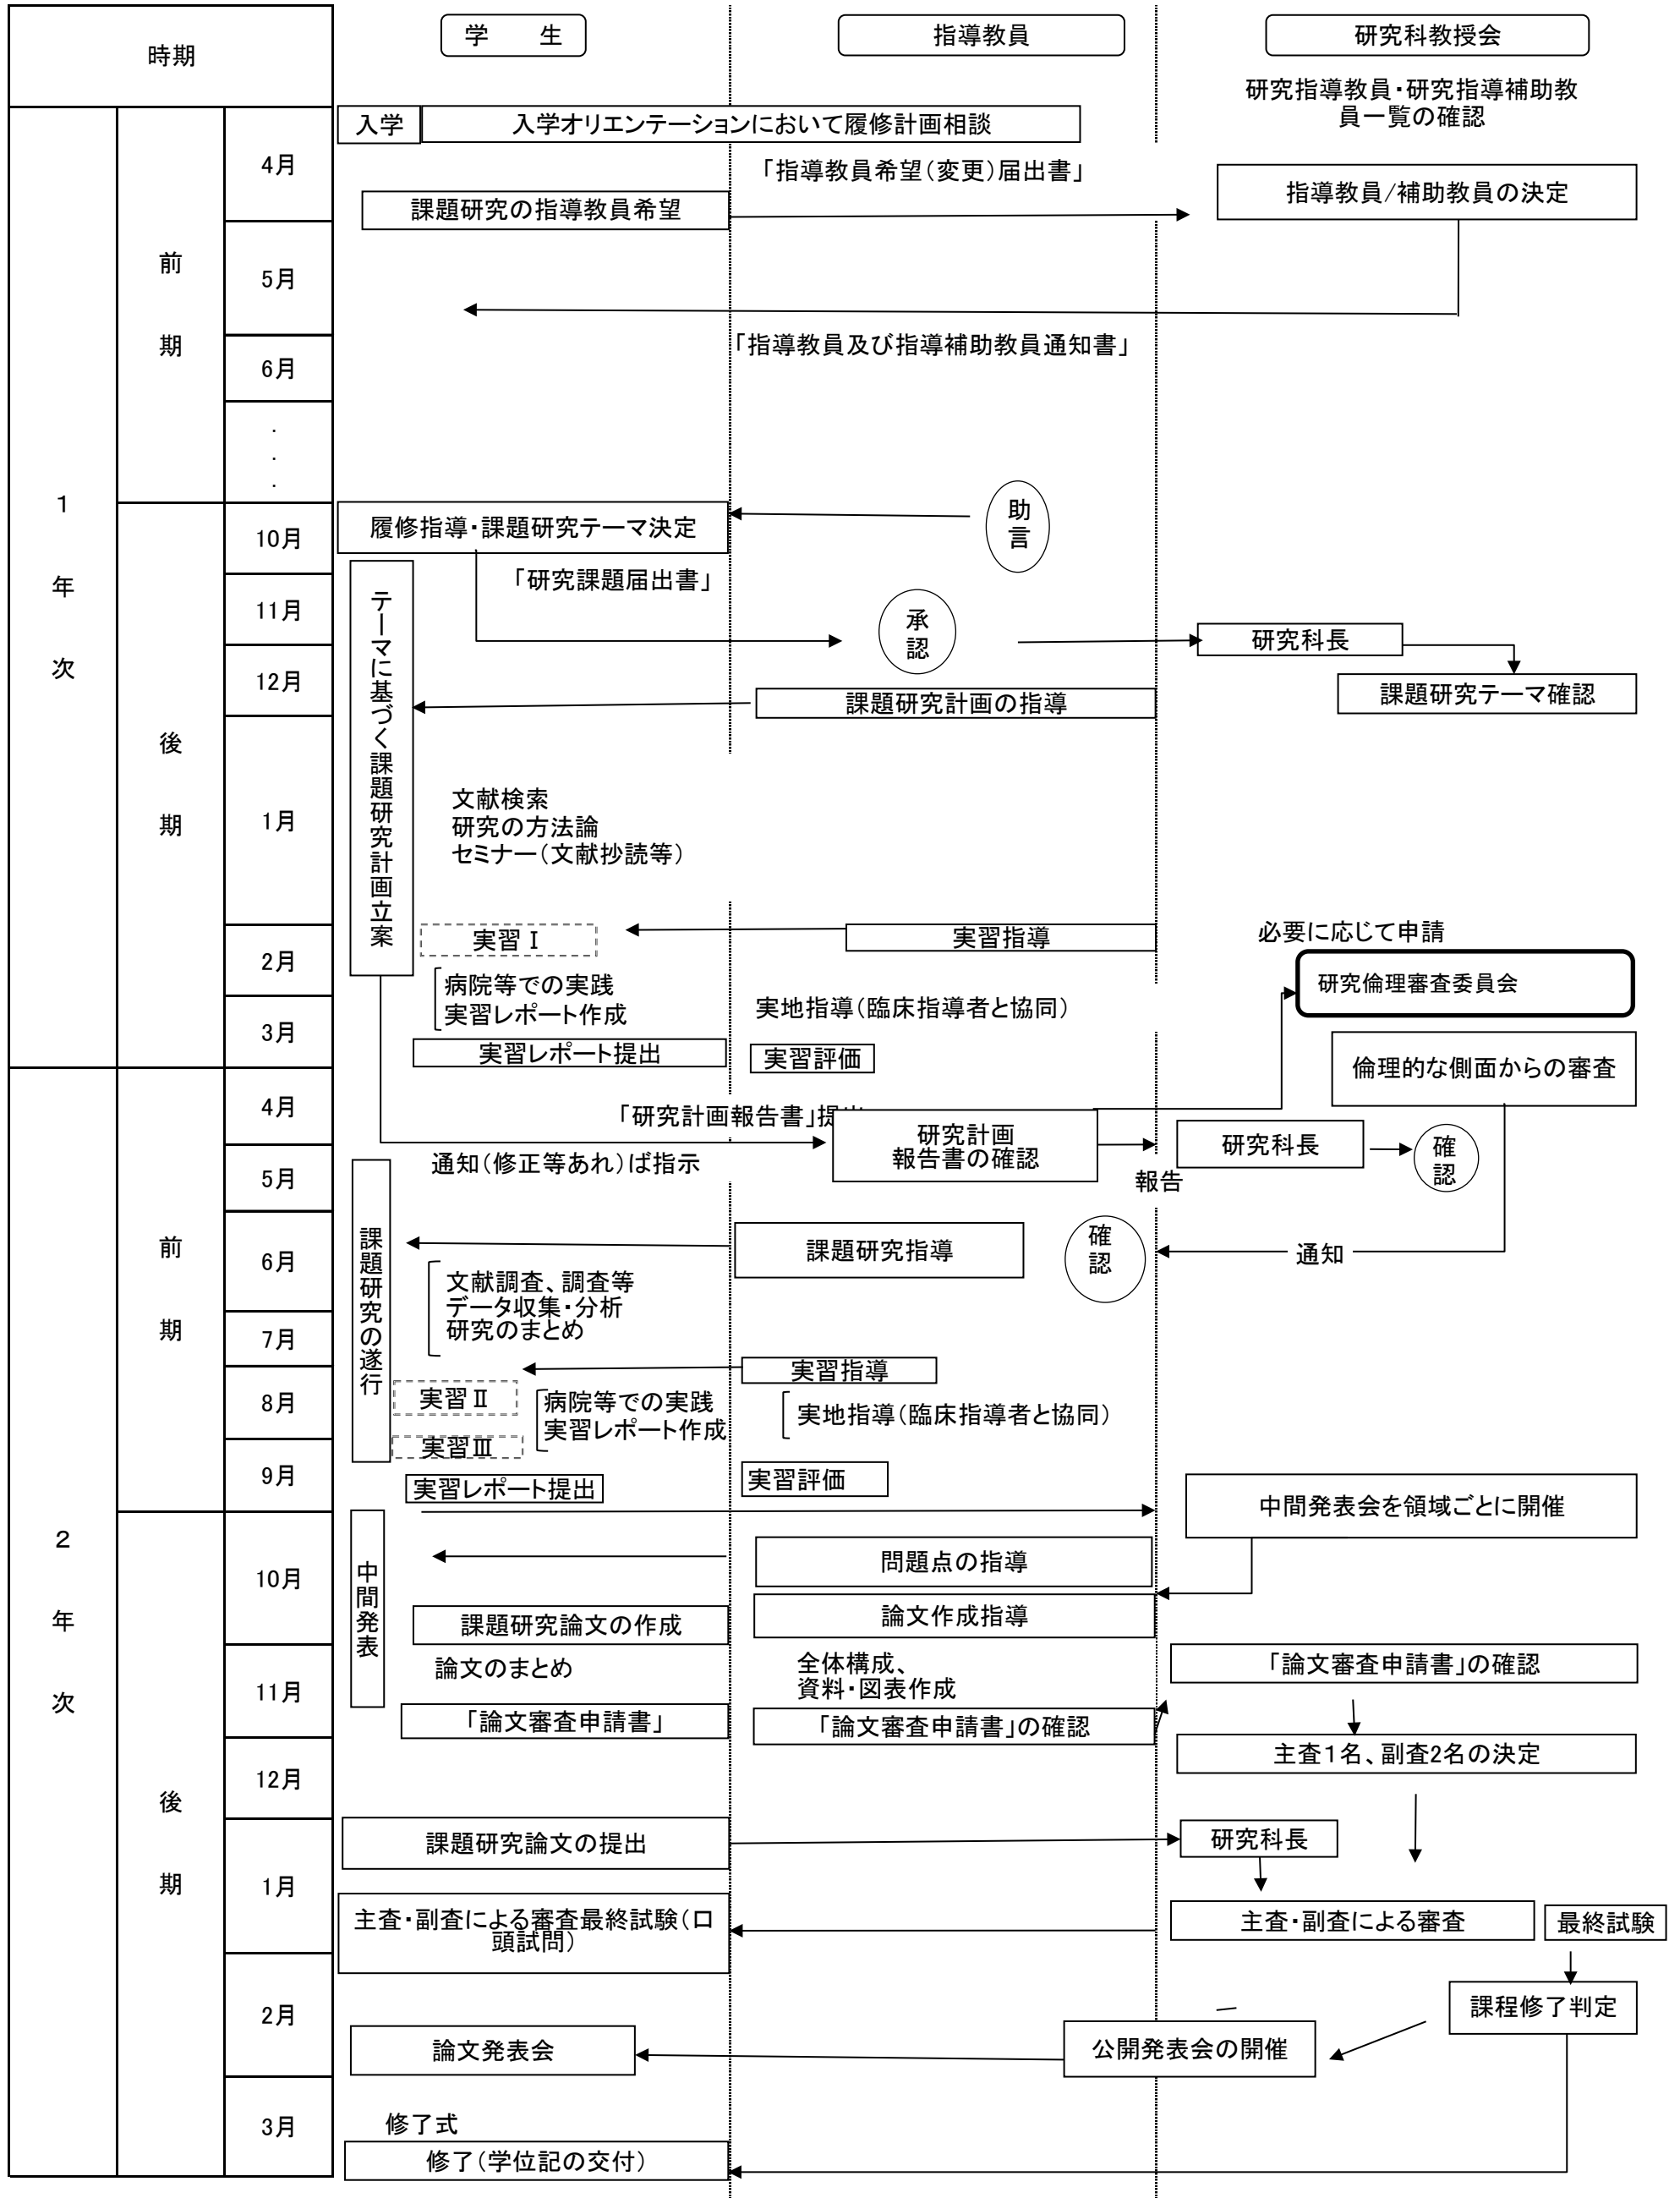 時期
学　生
指導教員
研究科教授会
研究指導教員・研究指導補助教
員一覧の確認
1
年
次
前
期
4月
入学
入学オリエンテーションにおいて履修計画相談
「指導教員希望(変更)届出書」
指導教員/補助教員の決定
課題研究の指導教員希望
5月
「指導教員及び指導補助教員通知書」
6月
.
.
.
後
期
10月
履修指導・課題研究テーマ決定
助
言
「研究課題届出書」
11月
承
認
研究科長
12月
課題研究テーマ確認
課題研究計画の指導
テーマに基づく課題研究計画立案
1月
文献検索
研究の方法論
セミナー(文献抄読等)
2月
実習Ⅰ
実習指導
必要に応じて申請
研究倫理審査委員会
病院等での実践
実習レポート作成
実地指導(臨床指導者と協同)
3月
実習レポート提出
実習評価
倫理的な側面からの審査
2
年
次
前
期
4月
「研究計画報告書」提出
研究計画
報告書の確認
研究科長
確
認
5月
通知(修正等あれ)ば指示
報告
課題研究の遂行
6月
課題研究指導
確
認
通知
文献調査、調査等
データ収集・分析
研究のまとめ
7月
実習指導
8月
実習Ⅱ
病院等での実践
実習レポート作成
実地指導(臨床指導者と協同)
実習Ⅲ
9月
実習レポート提出
実習評価
中間発表会を領域ごとに開催
後
期
10月
中間発表
問題点の指導
論文作成指導
課題研究論文の作成
11月
論文のまとめ
全体構成、
資料・図表作成
「論文審査申請書」の確認
「論文審査申請書」
「論文審査申請書」の確認
主査1名、副査2名の決定
12月
1月
課題研究論文の提出
研究科長
主査・副査による審査最終試験(口
頭試問)
主査・副査による審査
最終試験
2月
課程修了判定
論文発表会
公開発表会の開催
3月
修了式
修了(学位記の交付)